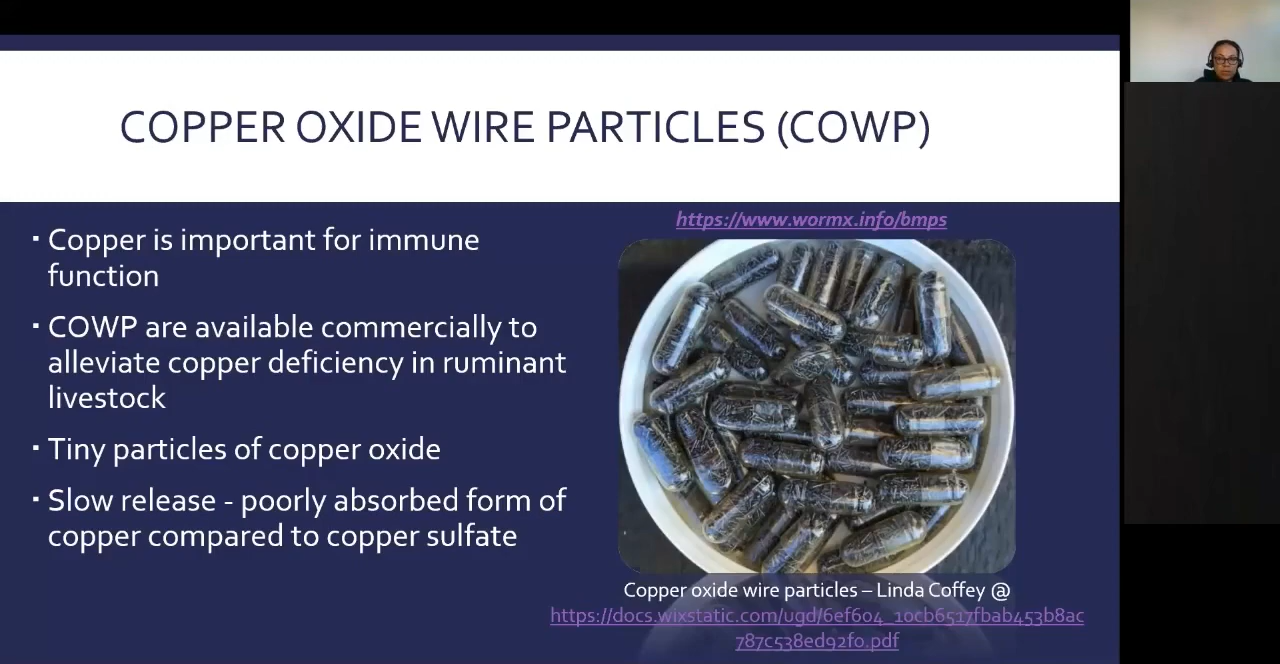 COPPER OXIDE WIRE PARTICLES (COWP)
▪ Copper is important for immune
function
▪ COWP are available commercially to
alleviate copper deficiency in ruminant
livestock
▪ Tiny particles of copper oxide
▪ Slow release - poorly absorbed form of
copper compared to copper sulfate
https://www.wormx.info/bmps
Copper oxide wire particles – Linda Coffey @
https://docs.wixstatic.com/ugd/6ef604_10cb6517fbab453b8ac
787c538ed92f0.pdf